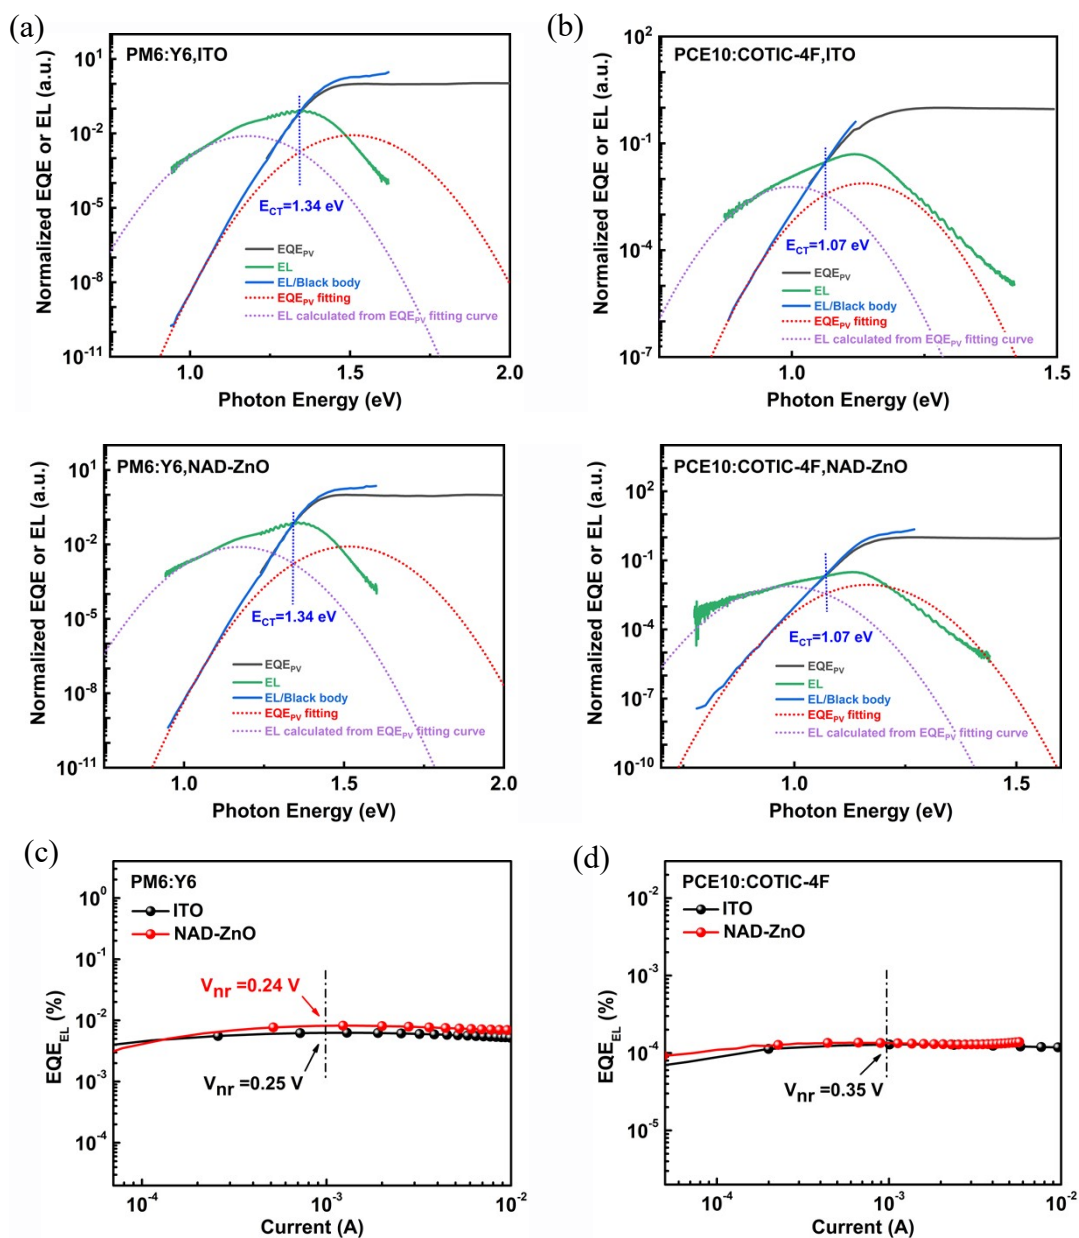 (a)
PM6:Y6,ITO
Normalized EQE or EL (a.u.)
10¹
10⁻²
10⁻⁵
10⁻⁸
10⁻¹¹
E_CT=1.34 eV
EQE_PV
EL
EL/Black body
EQE_PV fitting
EL calculated from EQE_PV fitting curve
1.0 1.5 2.0
Photon Energy (eV)
(b)
PCE10:COTIC-4F,ITO
Normalized EQE or EL (a.u.)
10²
10⁻¹
10⁻⁴
10⁻⁷
E_CT=1.07 eV
EQE_PV
EL
EL/Black body
EQE_PV fitting
EL calculated from EQE_PV fitting curve
1.0 1.5
Photon Energy (eV)
PM6:Y6,NAD-ZnO
Normalized EQE or EL (a.u.)
10¹
10⁻²
10⁻⁵
10⁻⁸
10⁻¹¹
E_CT=1.34 eV
EQE_PV
EL
EL/Black body
EQE_PV fitting
EL calculated from EQE_PV fitting curve
1.0 1.5 2.0
Photon Energy (eV)
PCE10:COTIC-4F,NAD-ZnO
Normalized EQE or EL (a.u.)
10²
10⁻¹
10⁻⁴
10⁻⁷
10⁻¹⁰
E_CT=1.07 eV
EQE_PV
EL
EL/Black body
EQE_PV fitting
EL calculated from EQE_PV fitting curve
1.0 1.5
Photon Energy (eV)
(c)
PM6:Y6
ITO
NAD-ZnO
EQE_EL (%)
10⁰
10⁻¹
10⁻²
10⁻³
10⁻⁴
V_nr=0.24 V
V_nr=0.25 V
10⁻⁴ 10⁻³ 10⁻²
Current (A)
(d)
PCE10:COTIC-4F
ITO
NAD-ZnO
EQE_EL (%)
10⁻²
10⁻³
10⁻⁴
10⁻⁵
V_nr=0.35 V
10⁻⁴ 10⁻³ 10⁻²
Current (A)